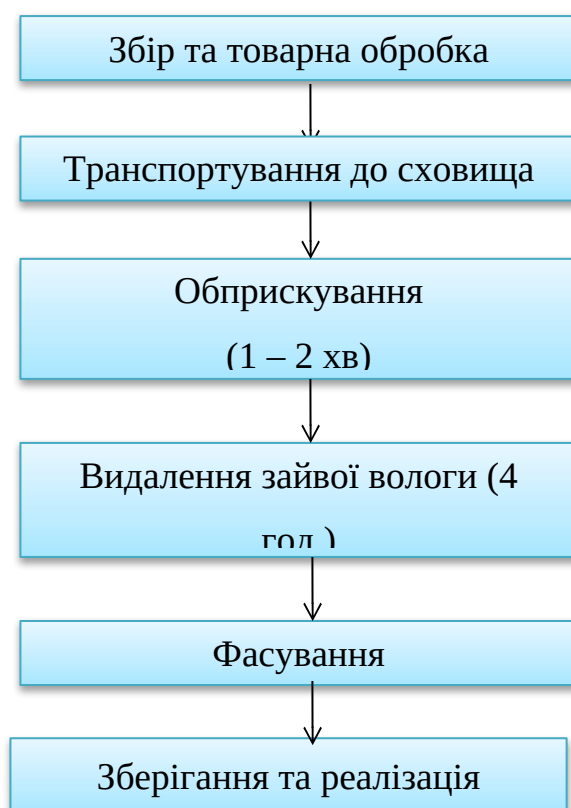 Збір та товарна обробка
Транспортування до сховища
Обприскування
(1 – 2 хв)
Видалення зайвої вологи (4
год.)
Фасування
Зберігання та реалізація